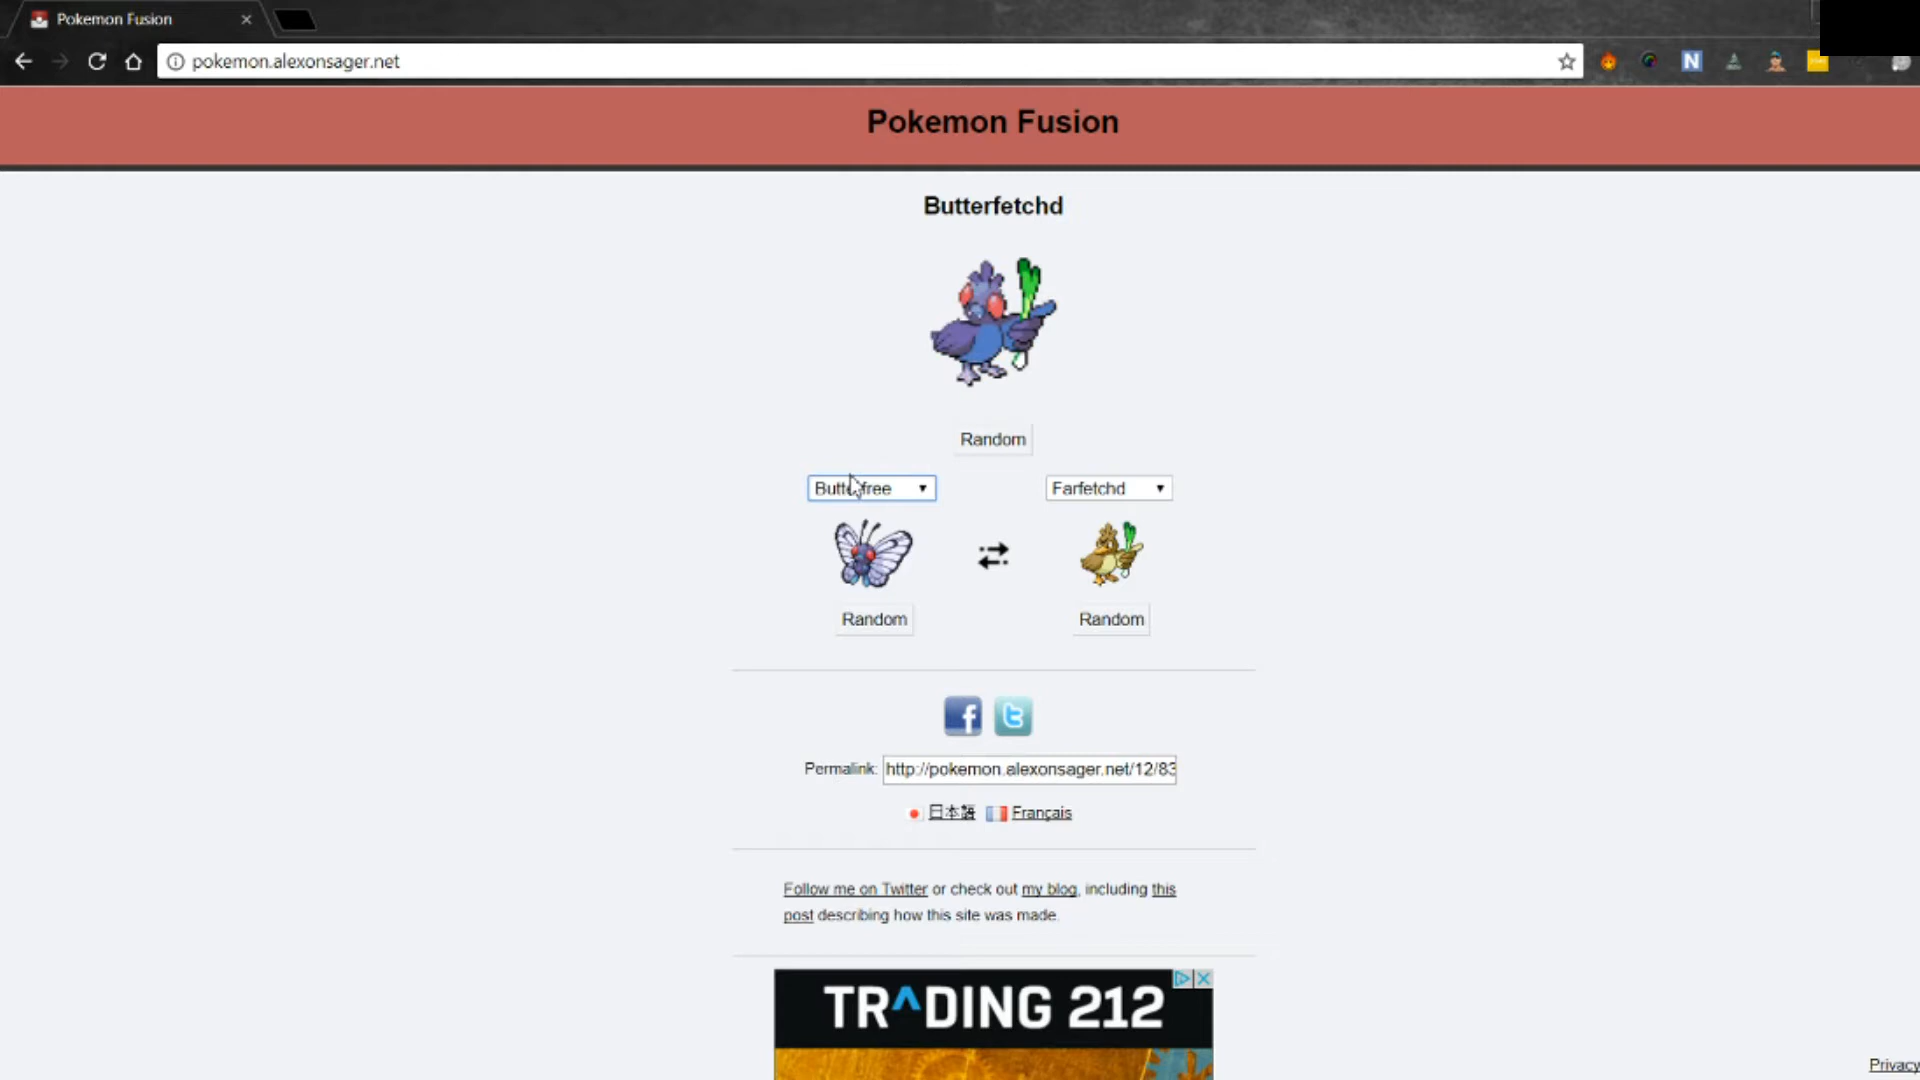 Pokemon Fusion
pokemon.alexonsager.net
N
Pokemon Fusion
Butterfetchd
Random
Butterfree Farfetchd
Random Random
f t
Permalink: http://pokemon.alexonsager.net/12/83
日本語 Français
Follow me on Twitter or check out my blog, including this
post describing how this site was made.
TR^DING 212
Privacy